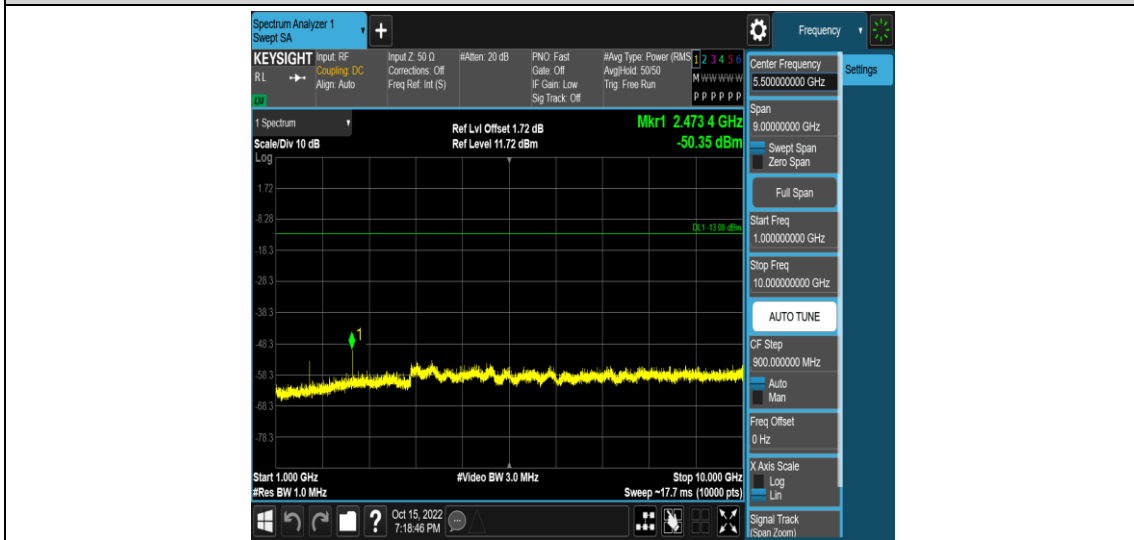 Spectrum Analyzer 1
Swept SA
+
Frequency
KEYSIGHT
RL
LXI
Input: RF
Coupling: DC
Align: Auto
Input Z: 50 Ω
Corrections: Off
Freq Ref: Int (S)
#Atten: 20 dB
PNO: Fast
Gate: Off
IF Gain: Low
Sig Track: Off
#Avg Type: Power (RMS
Avg|Hold: 50/50
Trig: Free Run
1 2 3 4 5 6
M W W W W W
P P P P P P
1 Spectrum
Scale/Div 10 dB
Log
Ref Lvl Offset 1.72 dB
Ref Level 11.72 dBm
Mkr1 2.473 4 GHz
-50.35 dBm
1.72
-8.28
DL1 -13.00 dBm
-18.3
-28.3
-38.3
1
-48.3
-58.3
-68.3
-78.3
Start 1.000 GHz
#Video BW 3.0 MHz
Stop 10.000 GHz
#Res BW 1.0 MHz
Sweep ~17.7 ms (10000 pts)
?
Oct 15, 2022
7:18:46 PM
Center Frequency
5.50000000 GHz
Settings
Span
9.00000000 GHz
Swept Span
Zero Span
Full Span
Start Freq
1.000000000 GHz
Stop Freq
10.000000000 GHz
AUTO TUNE
CF Step
900.000000 MHz
Auto
Man
Freq Offset
0 Hz
X Axis Scale
Log
Lin
Signal Track
(Span Zoom)